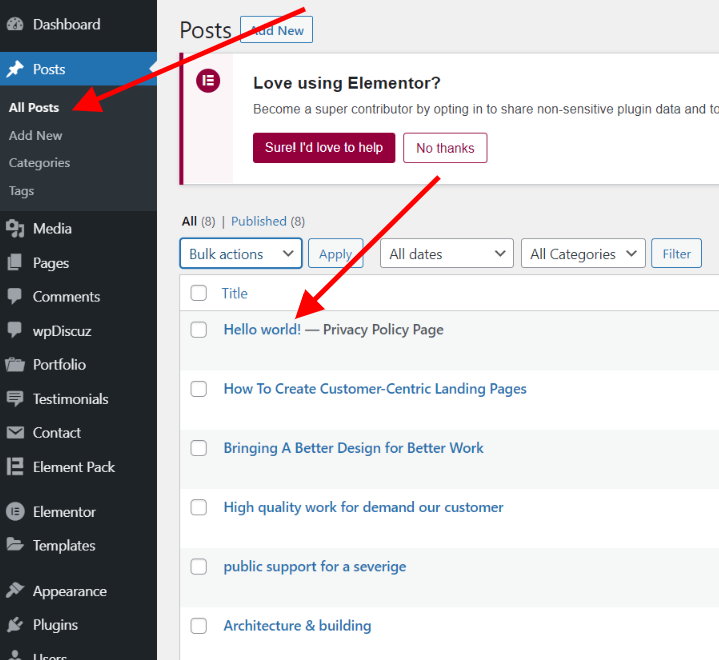 Dashboard
Posts
All Posts
Add New
Categories
Tags
Media
Pages
Comments
wpDiscuz
Portfolio
Testimonials
Contact
Element Pack
Elementor
Templates
Appearance
Plugins
Users
Posts Add New
Love using Elementor?
Become a super contributor by opting in to share non-sensitive plugin data and to
Sure! I'd love to help No thanks
All (8) | Published (8)
Bulk actions Apply All dates All Categories Filter
Title
Hello world! — Privacy Policy Page
How To Create Customer-Centric Landing Pages
Bringing A Better Design for Better Work
High quality work for demand our customer
public support for a severige
Architecture & building